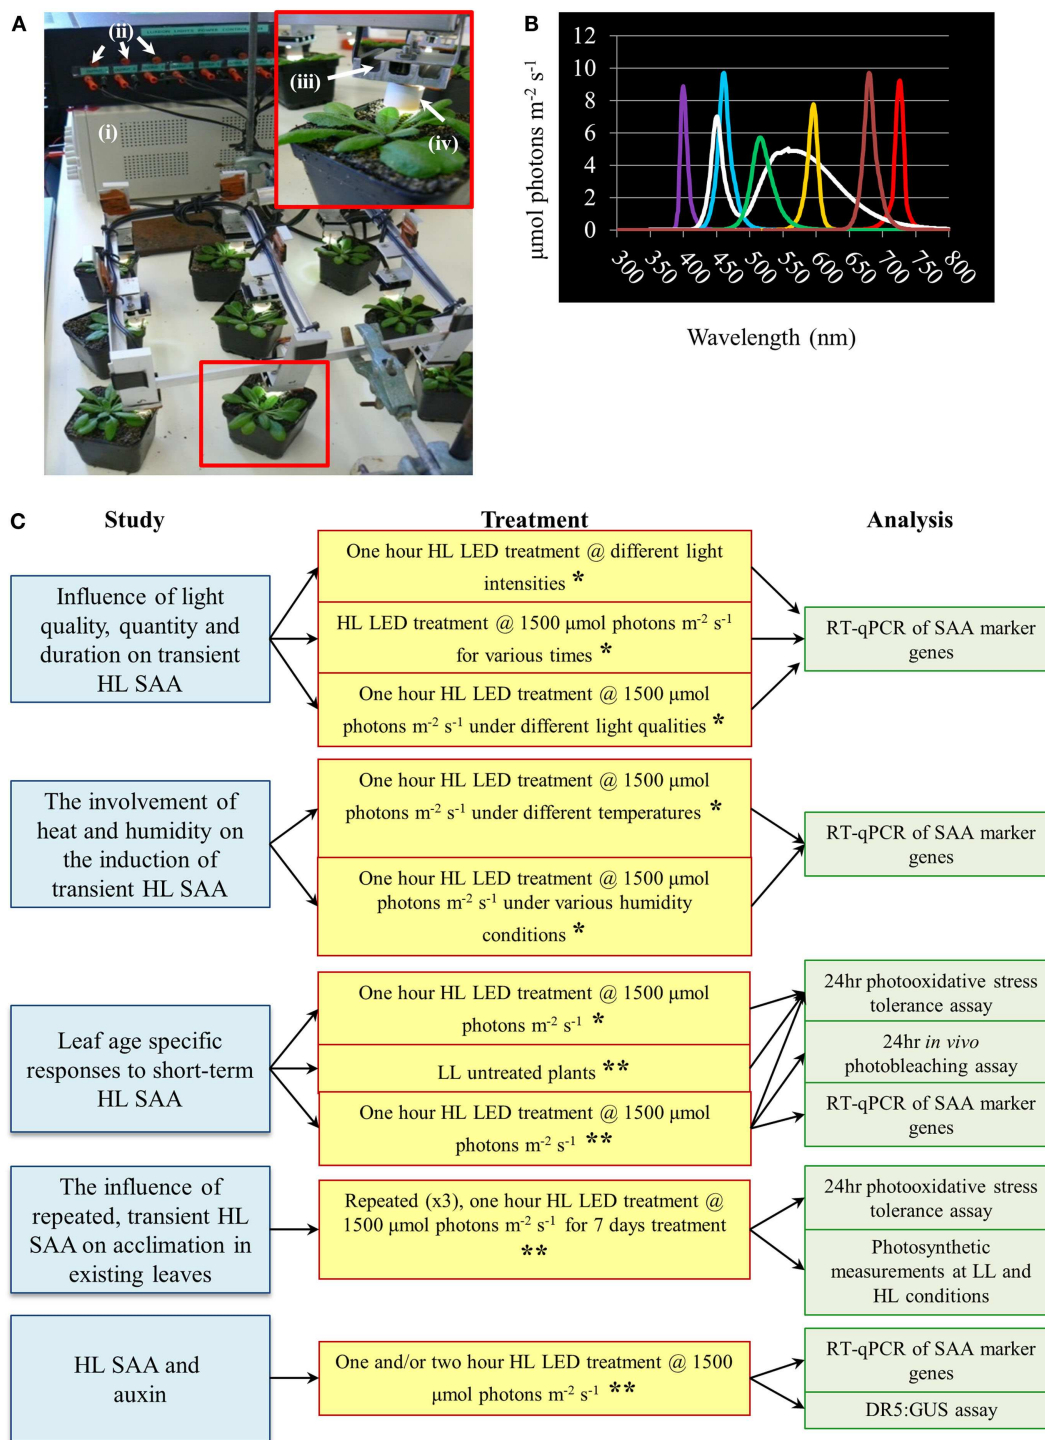 A
(i)
(ii)
(iii)
(iv)
B
μmol photons m⁻² s⁻¹
12
10
8
6
4
2
0
300
350
400
450
500
550
600
650
700
750
800
Wavelength (nm)
C
Study
Treatment
Analysis
Influence of light
quality, quantity and
duration on transient
HL SAA
One hour HL LED treatment @ different light
intensities *
HL LED treatment @ 1500 μmol photons m⁻² s⁻¹
for various times *
One hour HL LED treatment @ 1500 μmol
photons m⁻² s⁻¹ under different light qualities *
RT-qPCR of SAA marker
genes
The involvement of
heat and humidity on
the induction of
transient HL SAA
One hour HL LED treatment @ 1500 μmol
photons m⁻² s⁻¹ under different temperatures *
One hour HL LED treatment @ 1500 μmol
photons m⁻² s⁻¹ under various humidity
conditions *
RT-qPCR of SAA marker
genes
Leaf age specific
responses to short-term
HL SAA
One hour HL LED treatment @ 1500 μmol
photons m⁻² s⁻¹ *
LL untreated plants **
One hour HL LED treatment @ 1500 μmol
photons m⁻² s⁻¹ **
24hr photooxidative stress
tolerance assay
24hr in vivo
photobleaching assay
RT-qPCR of SAA marker
genes
The influence of
repeated, transient HL
SAA on acclimation in
existing leaves
Repeated (x3), one hour HL LED treatment @
1500 μmol photons m⁻² s⁻¹ for 7 days treatment
**
24hr photooxidative stress
tolerance assay
Photosynthetic
measurements at LL and
HL conditions
HL SAA and
auxin
One and/or two hour HL LED treatment @ 1500
μmol photons m⁻² s⁻¹ **
RT-qPCR of SAA marker
genes
DR5:GUS assay